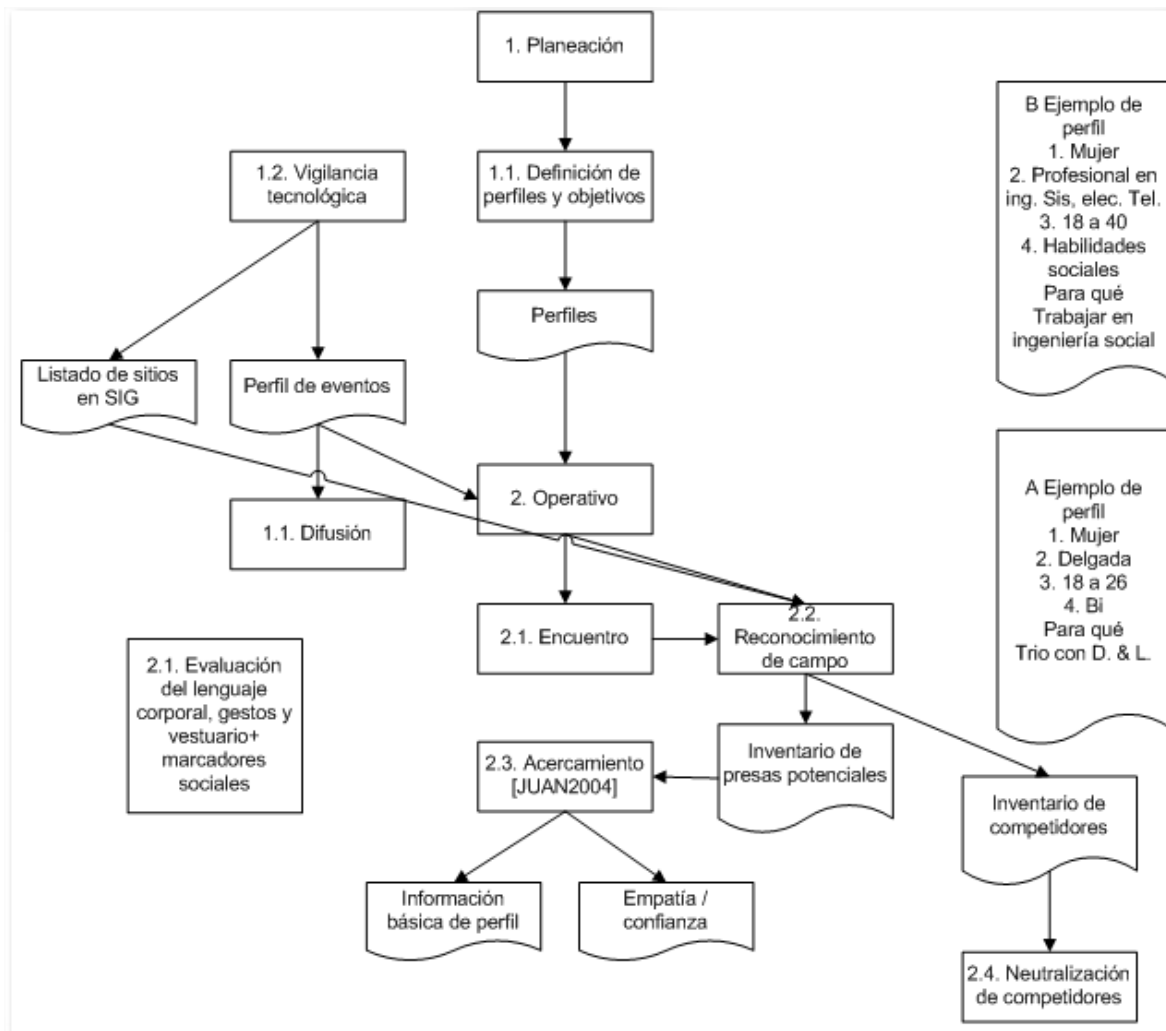 1. Planeación
1.2. Vigilancia
tecnológica
1.1. Definición de
perfiles y objetivos
Perfiles
Listado de sitios
en SIG
Perfil de eventos
1.1. Difusión
2. Operativo
2.1. Encuentro
2.2.
Reconocimiento
de campo
2.1. Evaluación
del lenguaje
corporal, gestos y
vestuario+
marcadores
sociales
2.3. Acercamiento
[JUAN2004]
Inventario de
presas potenciales
Inventario de
competidores
Información
básica de perfil
Empatía /
confianza
2.4. Neutralización
de competidores
B Ejemplo de
perfil
1. Mujer
2. Profesional en
ing. Sis, elec. Tel.
3. 18 a 40
4. Habilidades
sociales
Para qué
Trabajar en
ingeniería social
A Ejemplo de
perfil
1. Mujer
2. Delgada
3. 18 a 26
4. Bi
Para qué
Trio con D. & L.